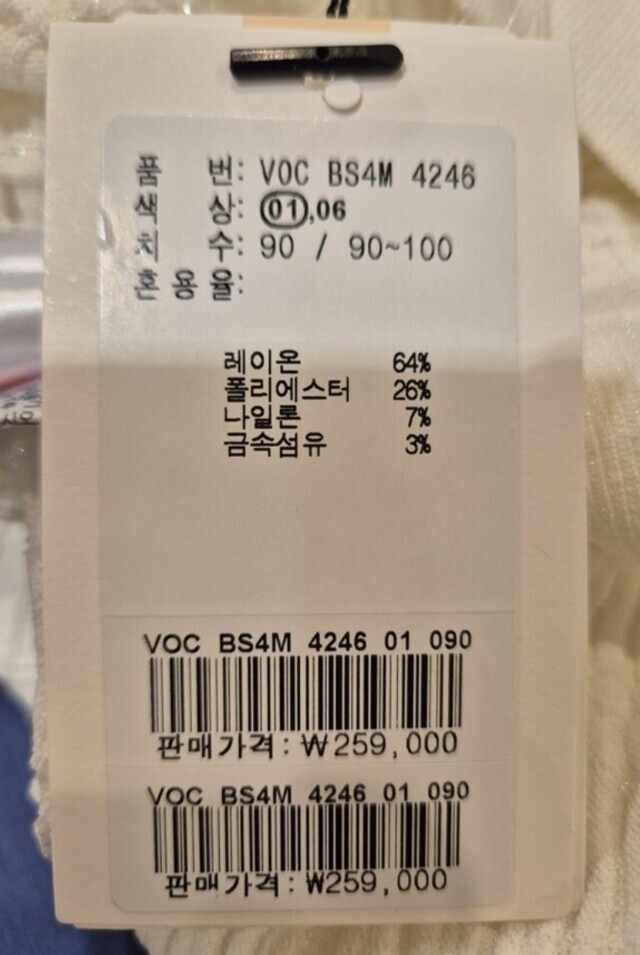 품 번: VOC BS4M 4246
색 상: 01,06
치 수: 90 / 90~100
혼용율:
레이온 64%
폴리에스터 26%
나일론 7%
금속섬유 3%
VOC BS4M 4246 01 090
판매가격: ₩259,000
VOC BS4M 4246 01 090
판매가격: ₩259,000